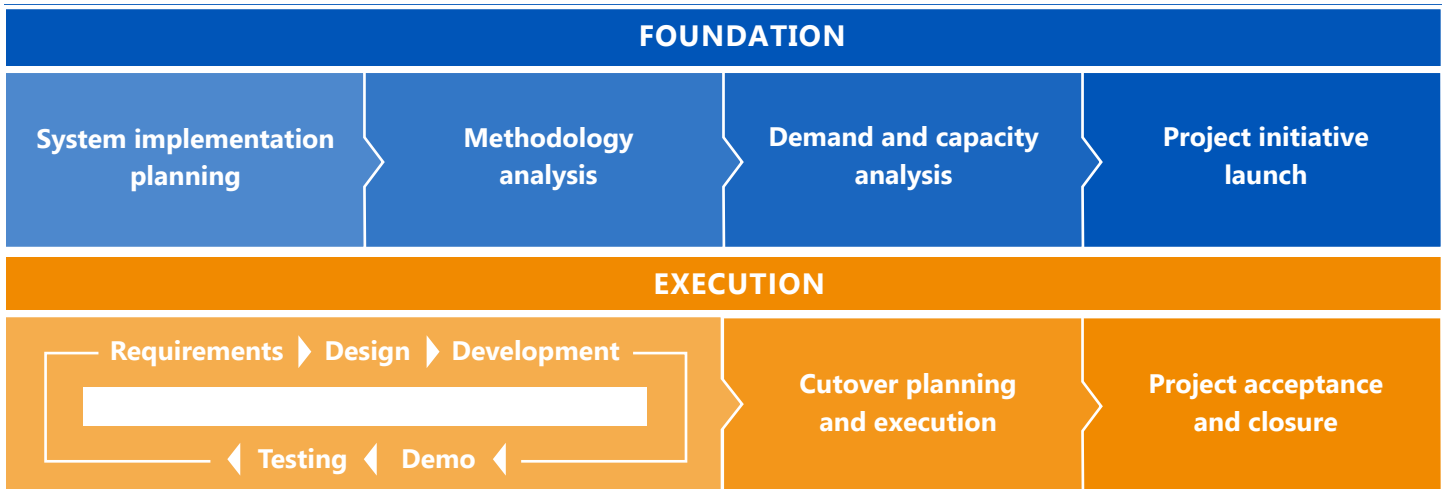 FOUNDATION
System implementation
planning
Methodology
analysis
Demand and capacity
analysis
Project initiative
launch
EXECUTION
Requirements Design Development
Testing Demo
Cutover planning
and execution
Project acceptance
and closure